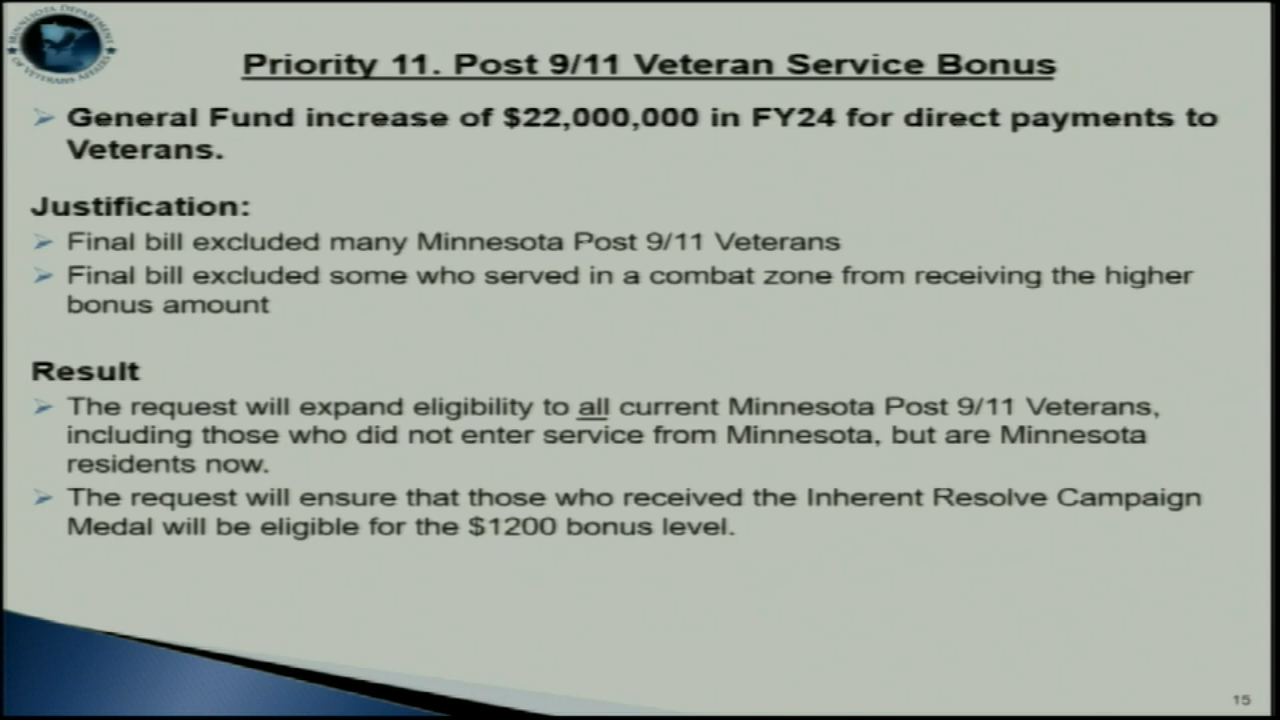 MINNESOTA DEPARTMENT
OF VETERANS AFFAIRS
Priority 11. Post 9/11 Veteran Service Bonus
➢ General Fund increase of $22,000,000 in FY24 for direct payments to
Veterans.
Justification:
➢ Final bill excluded many Minnesota Post 9/11 Veterans
➢ Final bill excluded some who served in a combat zone from receiving the higher
bonus amount
Result
➢ The request will expand eligibility to all current Minnesota Post 9/11 Veterans,
including those who did not enter service from Minnesota, but are Minnesota
residents now.
➢ The request will ensure that those who received the Inherent Resolve Campaign
Medal will be eligible for the $1200 bonus level.
15